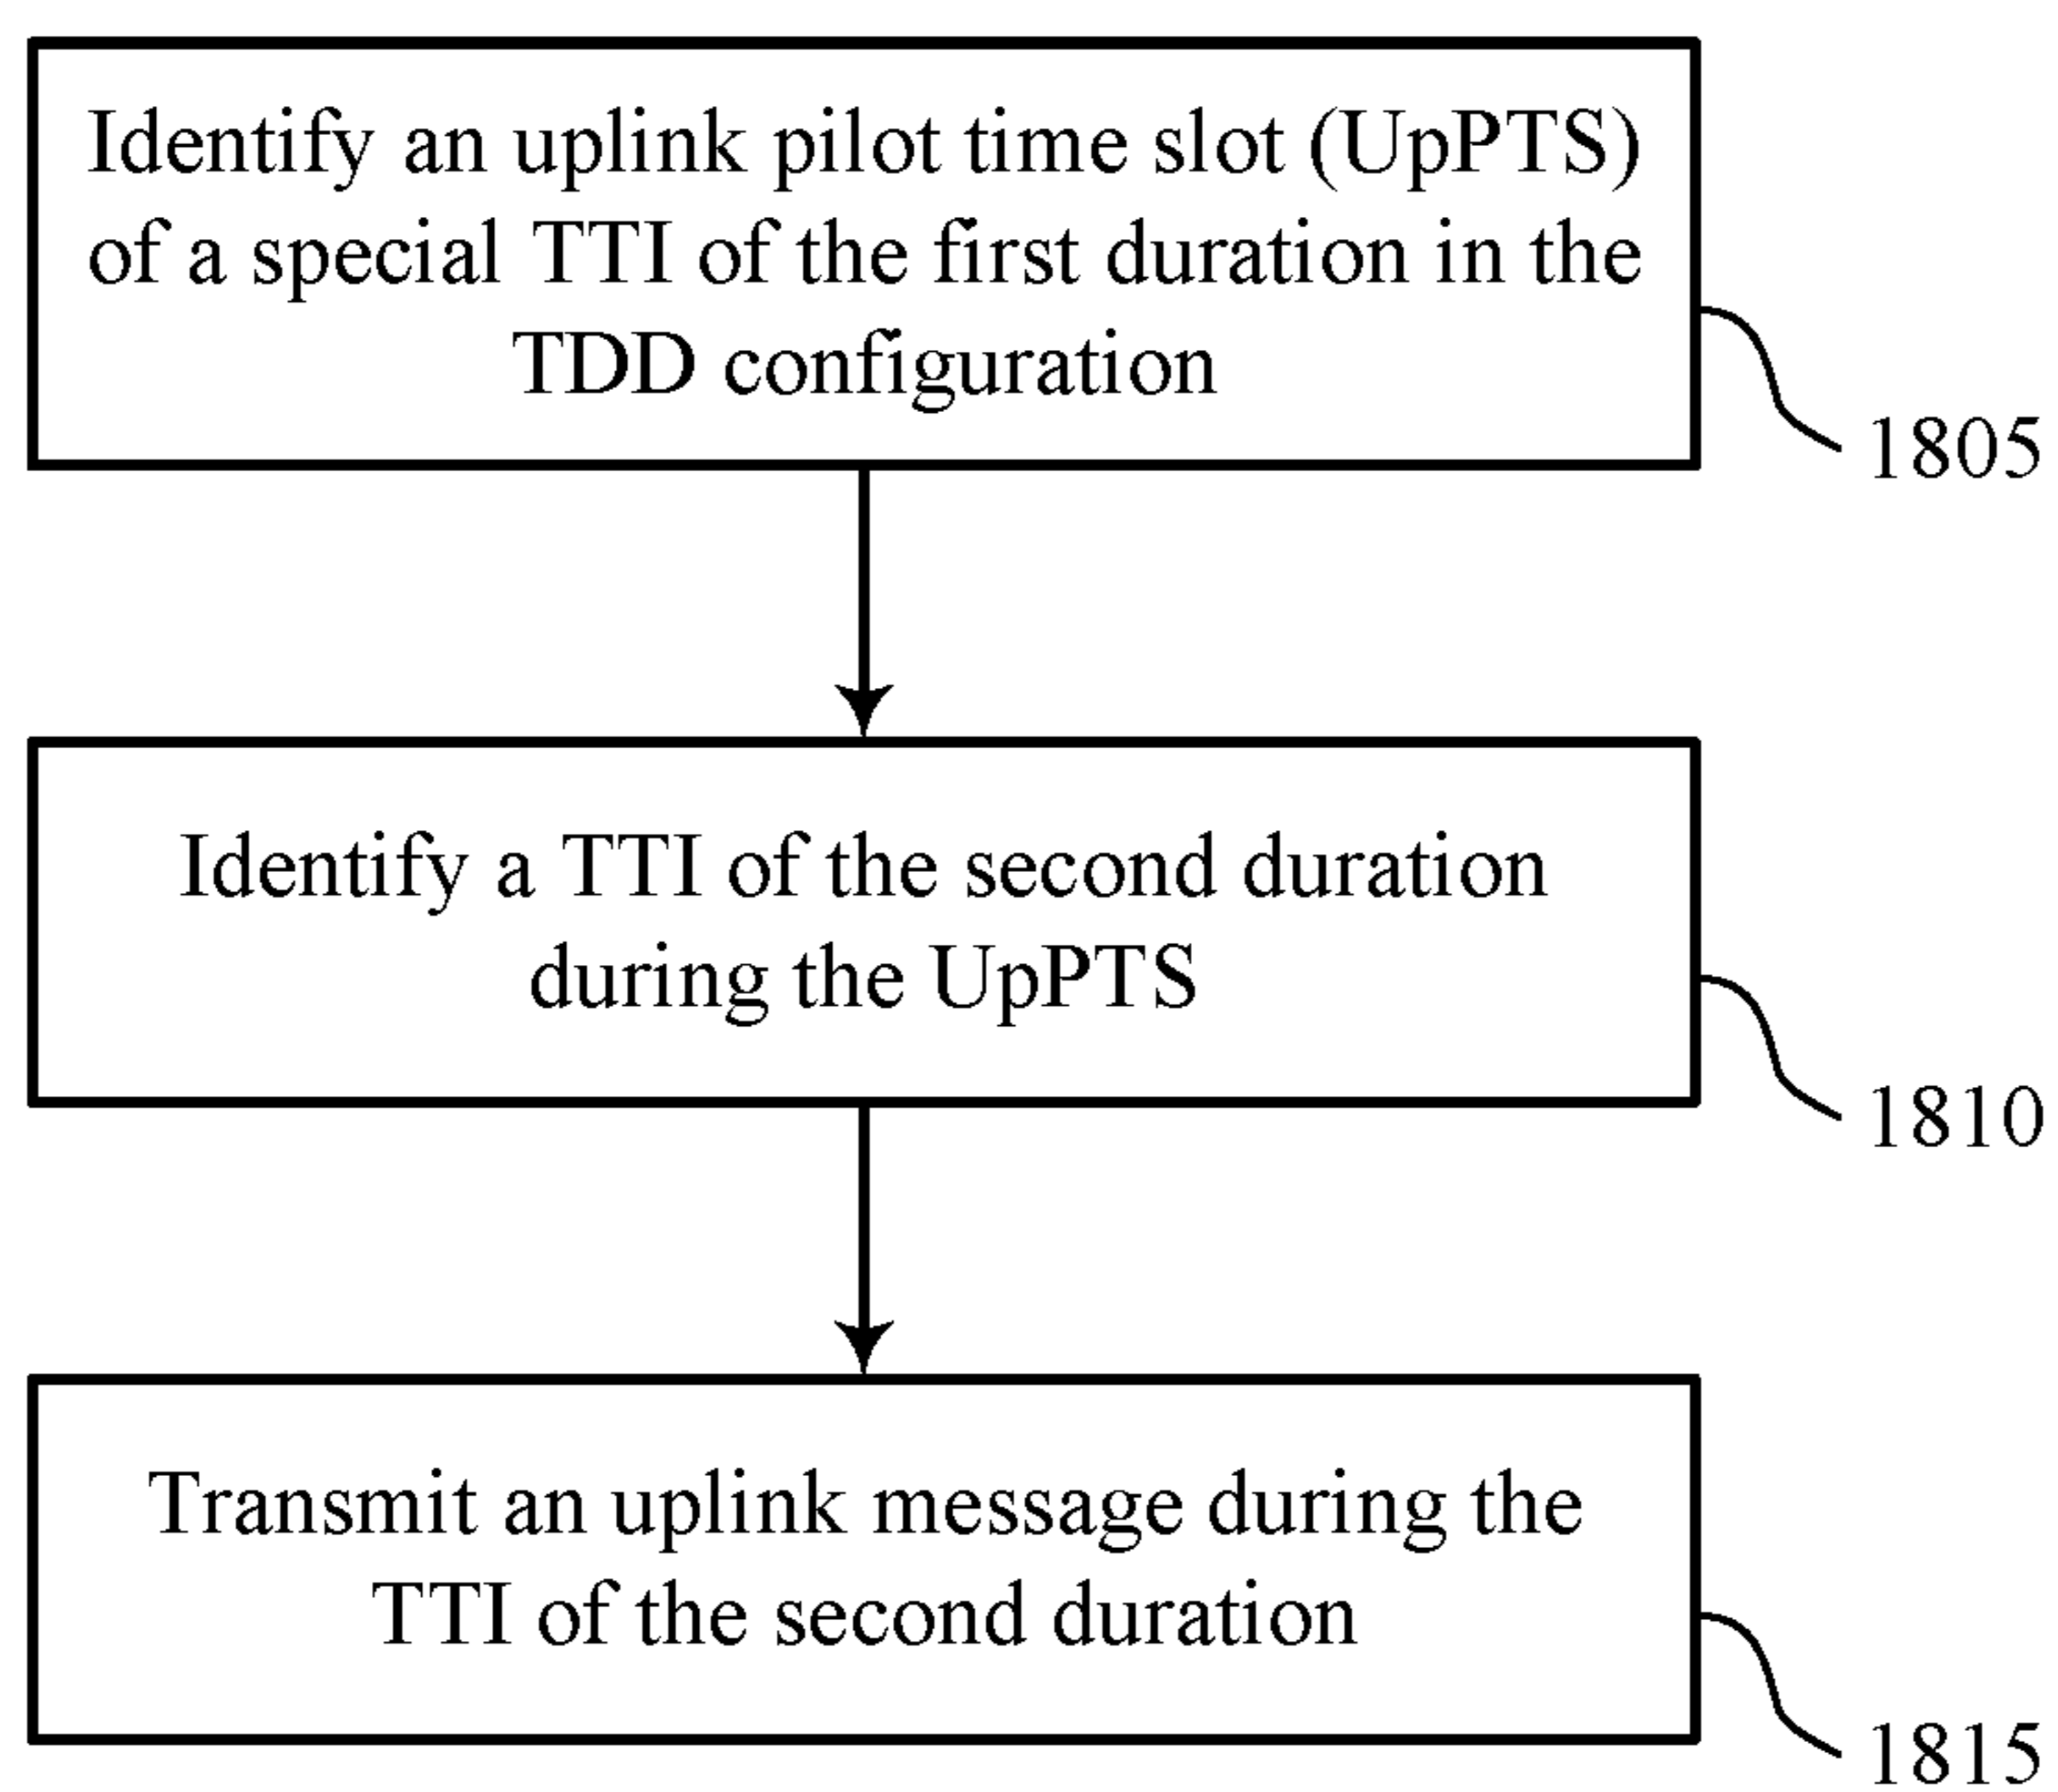 Identify an uplink pilot time slot (UpPTS)
of a special TTI of the first duration in the
TDD configuration
1805
Identify a TTI of the second duration
during the UpPTS
1810
Transmit an uplink message during the
TTI of the second duration
1815